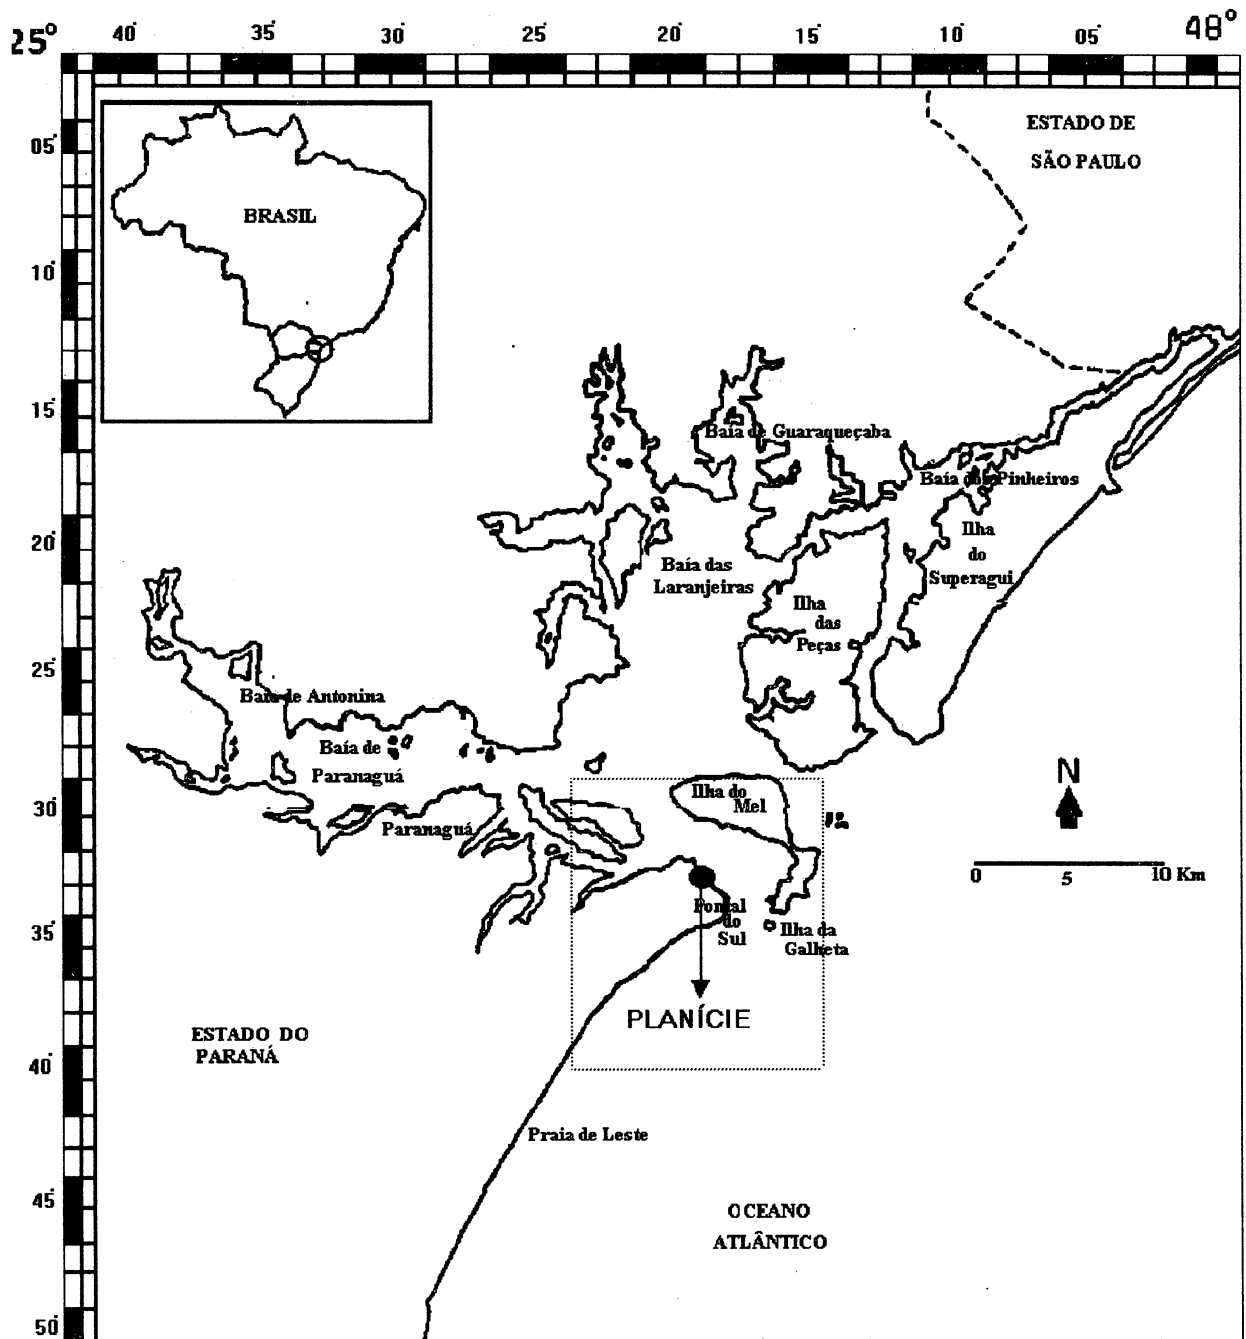 25°
40'
35'
30'
25'
20'
15'
10'
05'
48°
05'
10'
15'
20'
25'
30'
35'
40'
45'
50'
BRASIL
ESTADO DE
SÃO PAULO
Baía de Guaraqueçaba
Baía dos Pinheiros
Ilha
do
Superagui
Baía das
Laranjeiras
Ilha
das
Peças
Baía de Antonina
Baía de
Paranaguá
Paranaguá
Ilha do
Mel
N
0
5
10 Km
Pontal
do
Sul
Ilha da
Galheta
PLANÍCIE
ESTADO DO
PARANÁ
Praia de Leste
OCEANO
ATLÂNTICO